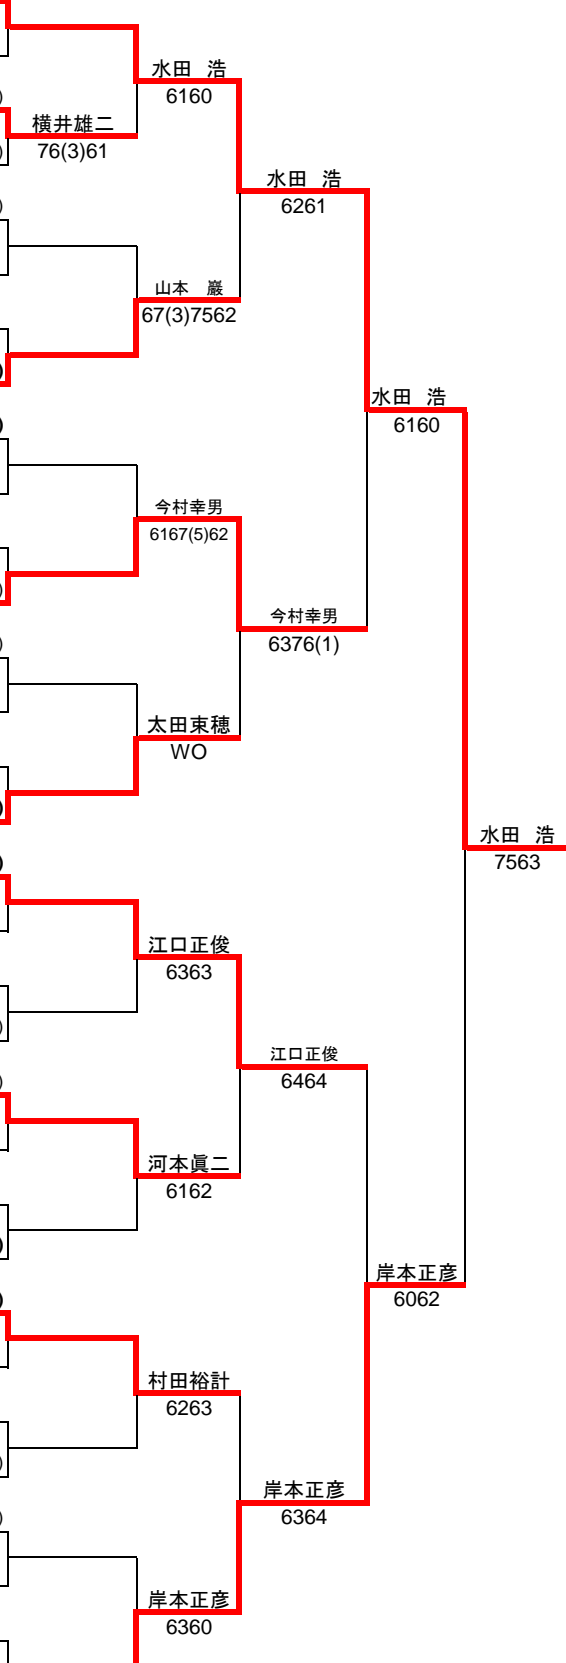 水田 浩
6160
横井雄二
76(3)61
水田 浩
6261
山本 巖
67(3)7562
水田 浩
6160
今村幸男
6167(5)62
今村幸男
6376(1)
太田束穂
WO
水田 浩
7563
江口正俊
6363
江口正俊
6464
河本眞二
6162
岸本正彦
6062
村田裕計
6263
岸本正彦
6364
岸本正彦
6360